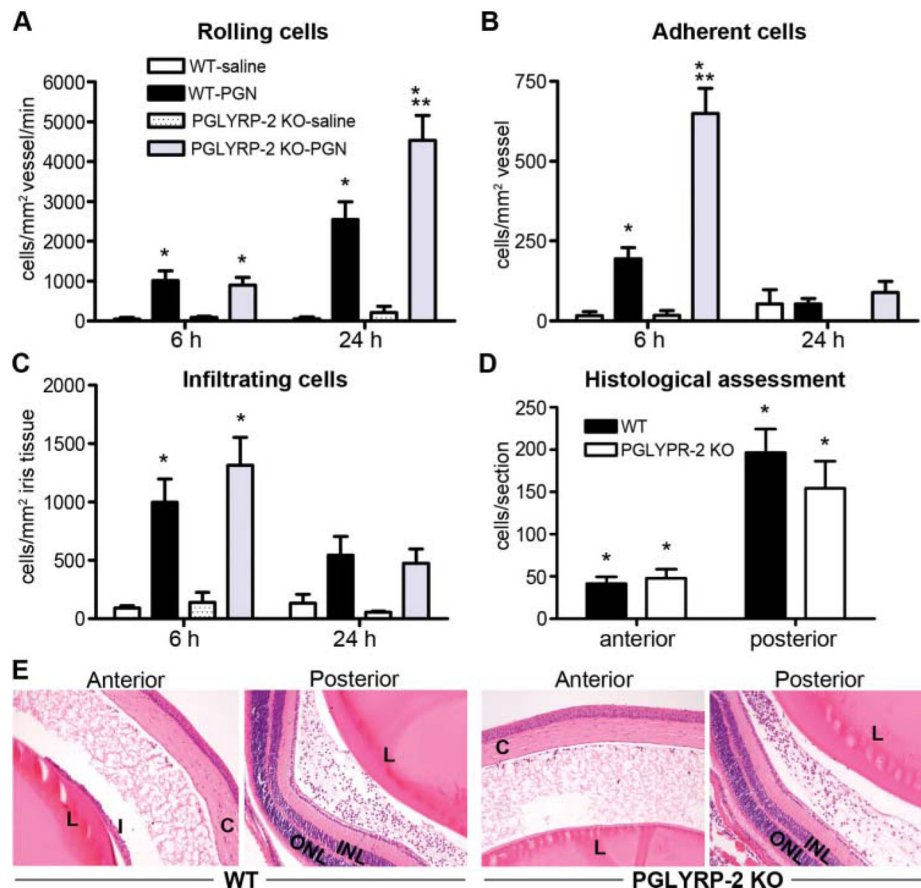 A
Rolling cells
WT-saline
WT-PGN
PGLYRP-2 KO-saline
PGLYRP-2 KO-PGN
cells/mm² vessel/min
6000
5000
4000
3000
2000
1000
0
*
*
*
*
**
6 h
24 h
B
Adherent cells
cells/mm² vessel
750
500
250
0
*
*
**
6 h
24 h
C
Infiltrating cells
cells/mm² iris tissue
2000
1500
1000
500
0
*
*
6 h
24 h
D
Histological assessment
WT
PGLYPR-2 KO
cells/section
250
200
150
100
50
0
*
*
*
*
anterior
posterior
E
Anterior
Posterior
Anterior
Posterior
L
I
C
L
ONL
INL
C
L
L
ONL
INL
WT
PGLYRP-2 KO